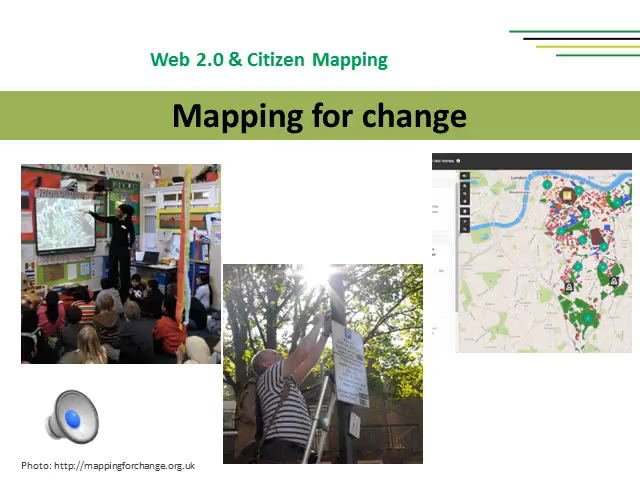 Web 2.0 & Citizen Mapping
Mapping for change
London
Photo: http://mappingforchange.org.uk